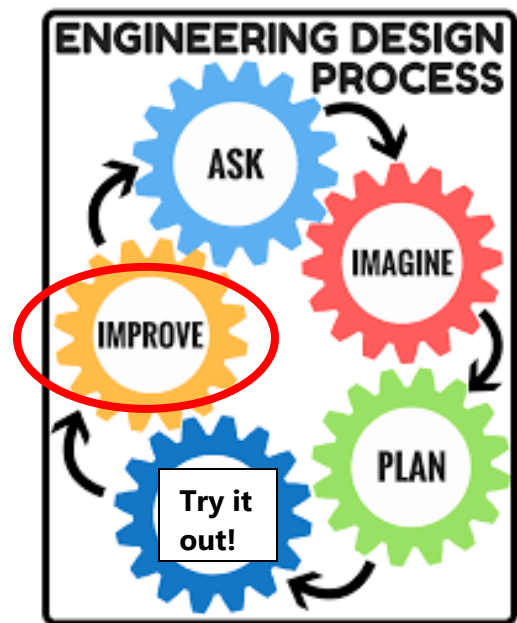 ENGINEERING DESIGN
PROCESS
ASK
IMAGINE
PLAN
Try it
out!
IMPROVE